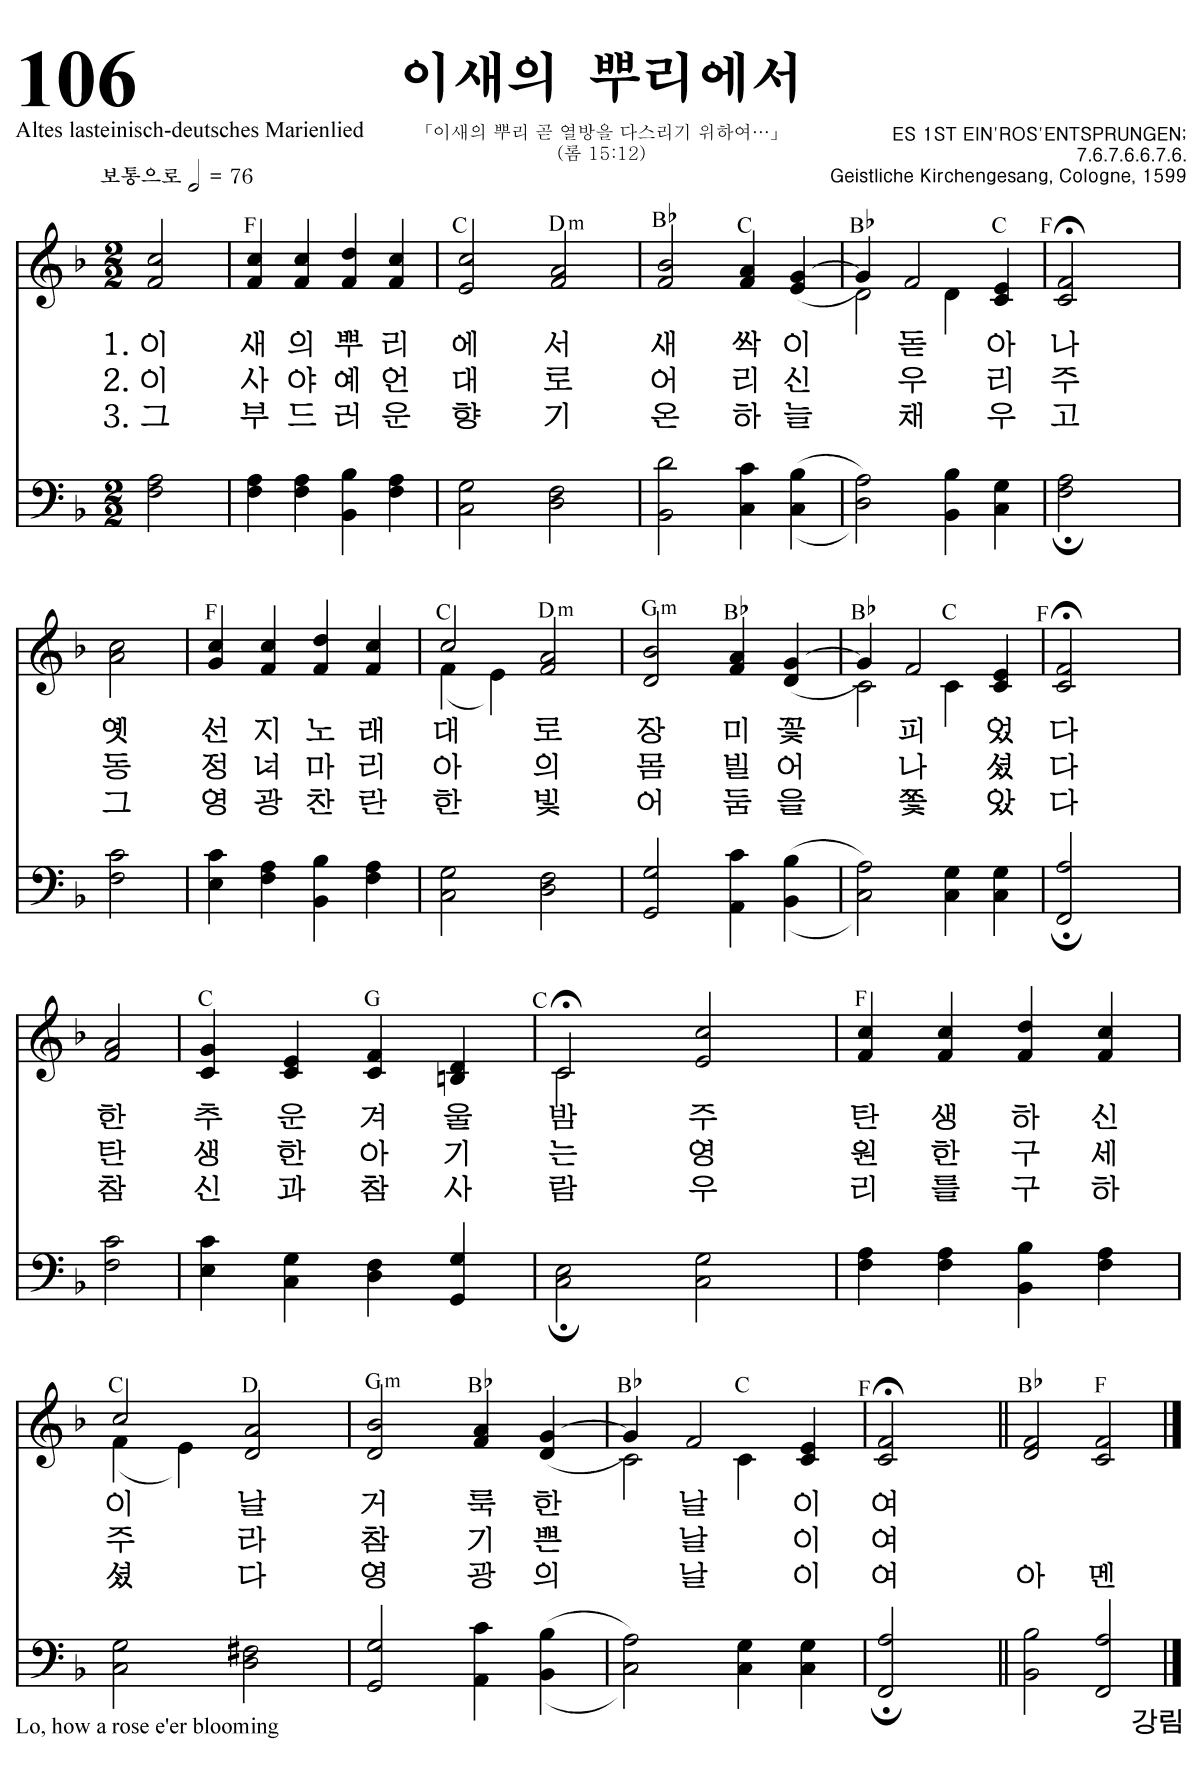 106
이새의 뿌리에서
Altes lasteinisch-deutsches Marienlied
「이새의 뿌리 곧 열방을 다스리기 위하여…」
(롬 15:12)
ES 1ST EIN'ROS'ENTSPRUNGEN;
7.6.7.6.6.7.6.
Geistliche Kirchengesang, Cologne, 1599
보통으로 = 76
F C Dm B♭ C B♭ C F
1. 이 새 의 뿌 리 에 서 새 싹 이 돋 아 나
2. 이 사 야 예 언 대 로 어 리 신 우 리 주
3. 그 부 드 러 운 향 기 온 하 늘 채 우 고
F C Dm Gm B♭ B♭ C F
옛 선 지 노 래 대 로 장 미 꽃 피 었 다
동 정 녀 마 리 아 의 몸 빌 어 나 셨 다
그 영 광 찬 란 한 빛 어 둠 을 쫓 았 다
C G C F
한 추 운 겨 울 밤 주 탄 생 하 신
탄 생 한 아 기 는 영 원 한 구 세
참 신 과 참 사 람 우 리 를 구 하
C D Gm B♭ B♭ C F B♭ F
이 날 거 룩 한 날 이 여
주 라 참 기 쁜 날 이 여
셨 다 영 광 의 날 이 여 아 멘
Lo, how a rose e'er blooming
강림